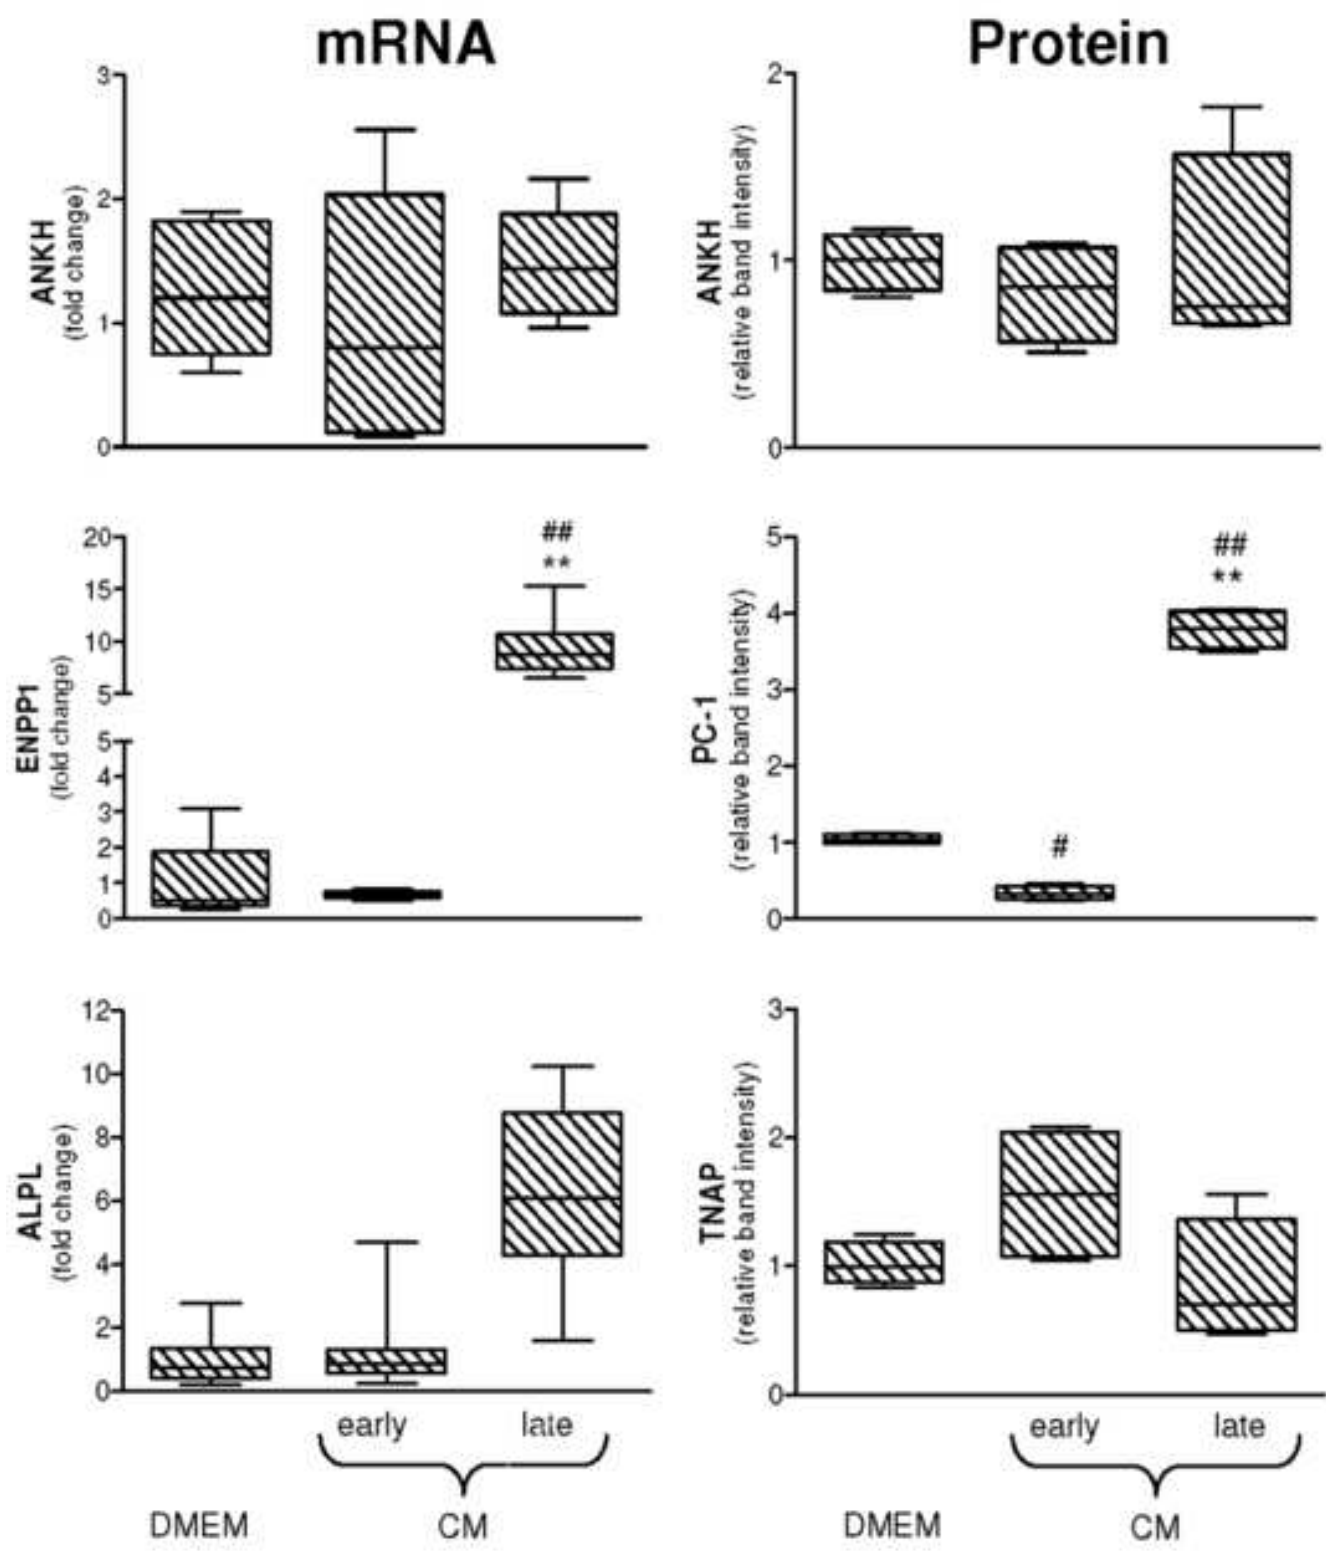 mRNA
Protein
ANKH
(fold change)
3
2
1
0
ANKH
(relative band intensity)
2
1
0
ENPP1
(fold change)
20
15
10
5
5
4
3
2
1
0
##
**
PC-1
(relative band intensity)
5
4
3
2
1
0
#
##
**
ALPL
(fold change)
12
10
8
6
4
2
0
TNAP
(relative band intensity)
3
2
1
0
early late
DMEM CM
early late
DMEM CM